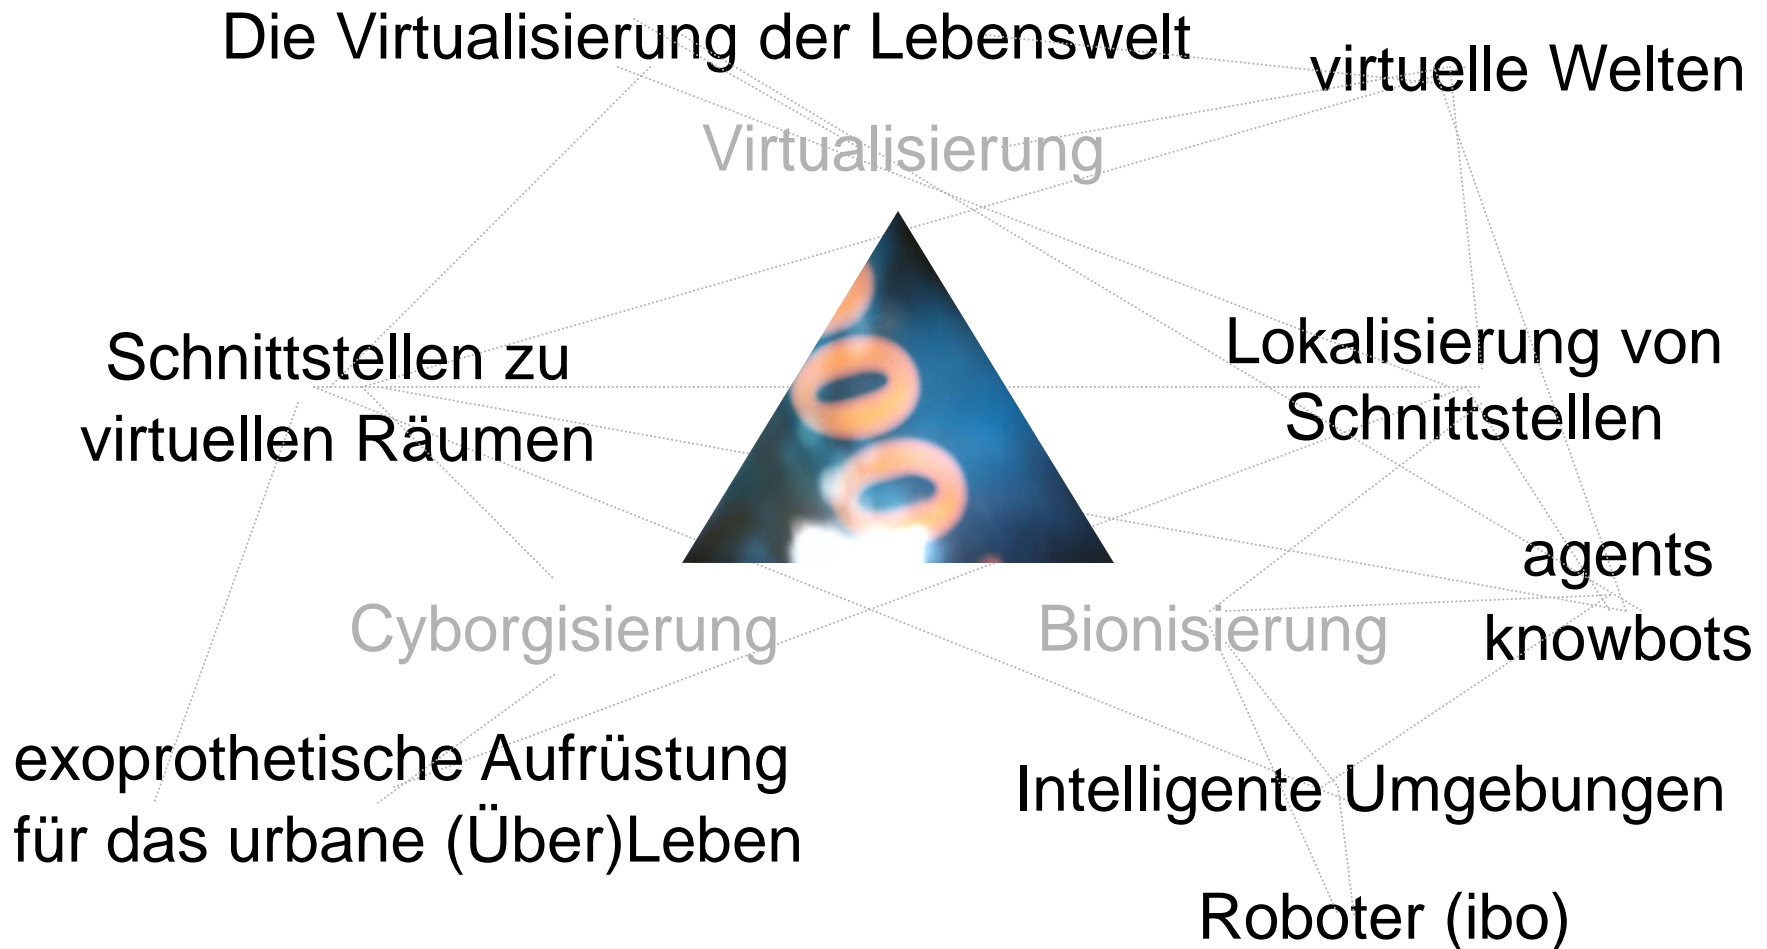 Die Virtualisierung der Lebenswelt
virtuelle Welten
Virtualisierung
Schnittstellen zu
virtuellen Räumen
Lokalisierung von
Schnittstellen
agents
knowbots
Cyborgisierung
Bionisierung
exoprothetische Aufrüstung
für das urbane (Über)Leben
Intelligente Umgebungen
Roboter (ibo)